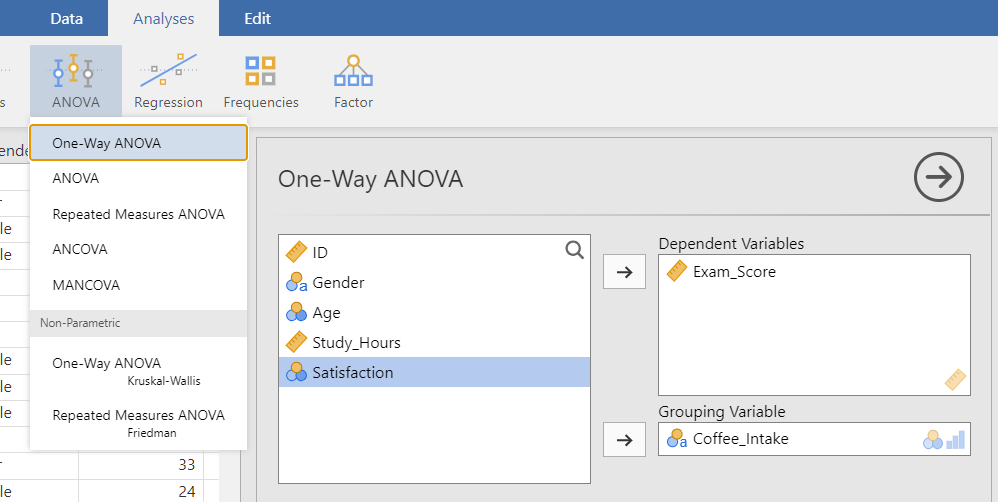 Data Analyses Edit
s ANOVA Regression Frequencies Factor
One-Way ANOVA
ANOVA
Repeated Measures ANOVA
ANCOVA
MANCOVA
Non-Parametric
One-Way ANOVA
Kruskal-Wallis
Repeated Measures ANOVA
Friedman
ende
r
le
le
le
le
le
r 33
24
One-Way ANOVA
ID
a Gender
Age
Study_Hours
Satisfaction
Dependent Variables
Exam_Score
Grouping Variable
a Coffee_Intake